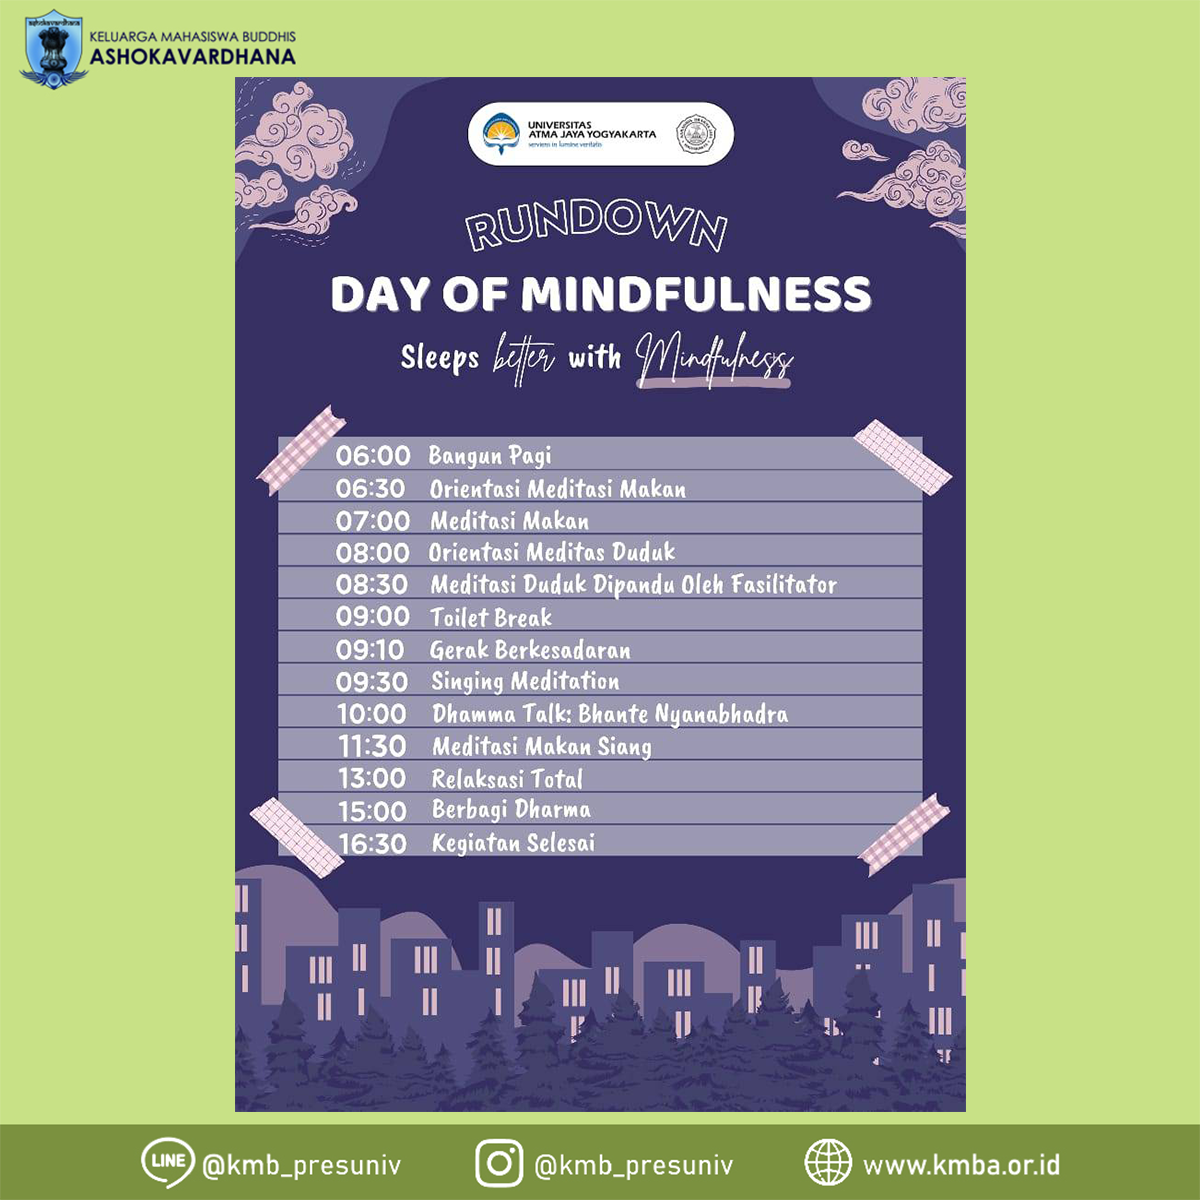 KELUARGA MAHASISWA BUDDHIS
ASHOKAVARDHANA
ashokavardhana
UNIVERSITAS
ATMA JAYA YOGYAKARTA
serviens in lumine veritatis
RUNDOWN
DAY OF MINDFULNESS
Sleeps better with Mindfulness
06:00 Bangun Pagi
06:30 Orientasi Meditasi Makan
07:00 Meditasi Makan
08:00 Orientasi Meditas Duduk
08:30 Meditasi Duduk Dipandu Oleh Fasilitator
09:00 Toilet Break
09:10 Gerak Berkesadaran
09:30 Singing Meditation
10:00 Dhamma Talk: Bhante Nyanabhadra
11:30 Meditasi Makan Siang
13:00 Relaksasi Total
15:00 Berbagi Dharma
16:30 Kegiatan Selesai
LINE @kmb_presuniv @kmb_presuniv www.kmba.or.id